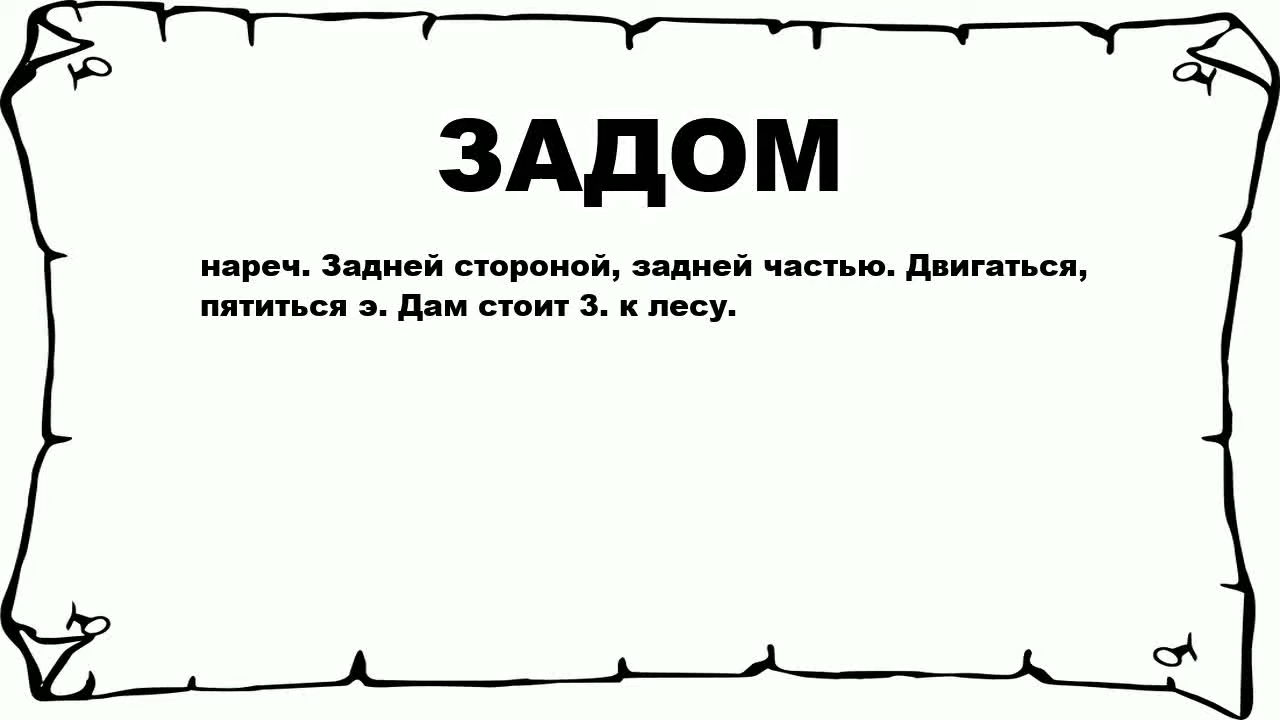 ЗАДОМ
нареч. Задней стороной, задней частью. Двигаться,
пятиться э. Дам стоит 3. к лесу.